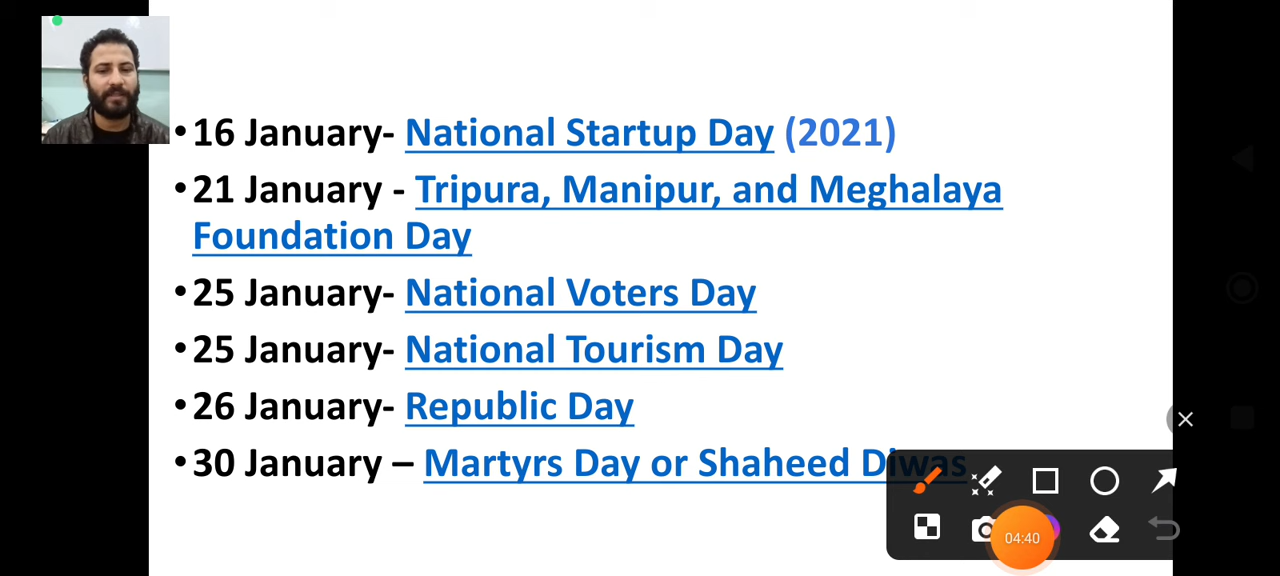 •16 January- National Startup Day (2021)
•21 January - Tripura, Manipur, and Meghalaya
Foundation Day
•25 January- National Voters Day
•25 January- National Tourism Day
•26 January- Republic Day
•30 January – Martyrs Day or Shaheed Diwas
04:40